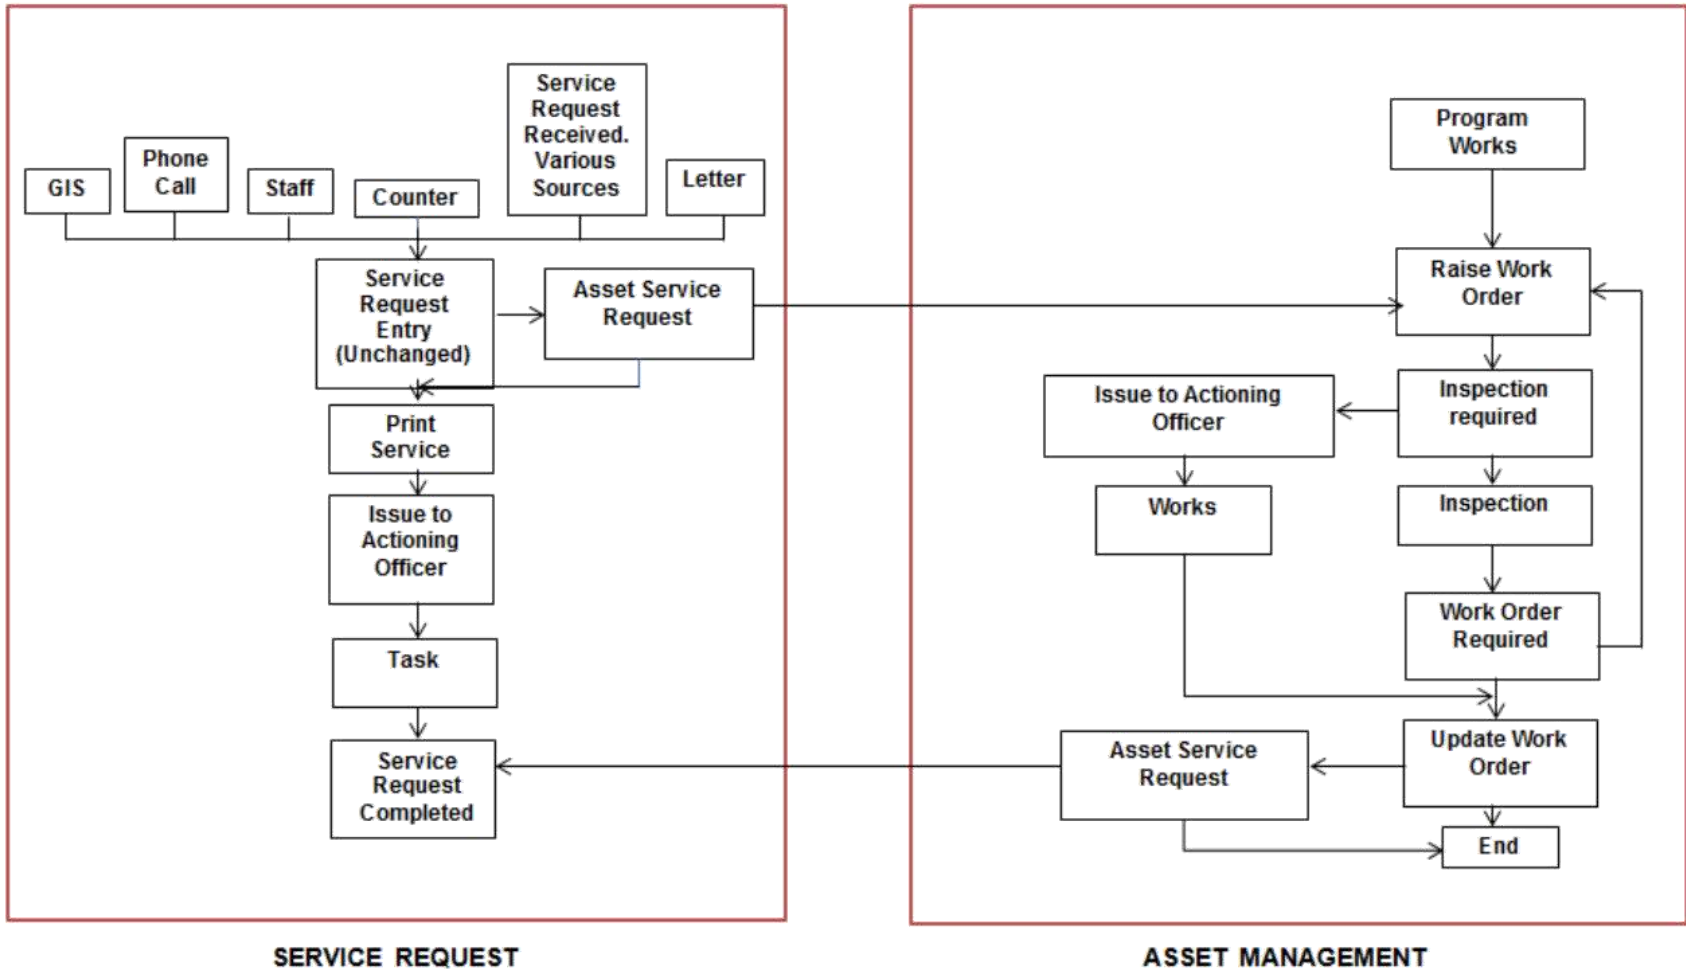 GIS
Phone
Call
Staff
Counter
Service
Request
Received.
Various
Sources
Letter
Service
Request
Entry
(Unchanged)
Asset Service
Request
Print
Service
Issue to
Actioning
Officer
Task
Service
Request
Completed
SERVICE REQUEST
Program
Works
Raise Work
Order
Issue to Actioning
Officer
Inspection
required
Works
Inspection
Work Order
Required
Asset Service
Request
Update Work
Order
End
ASSET MANAGEMENT